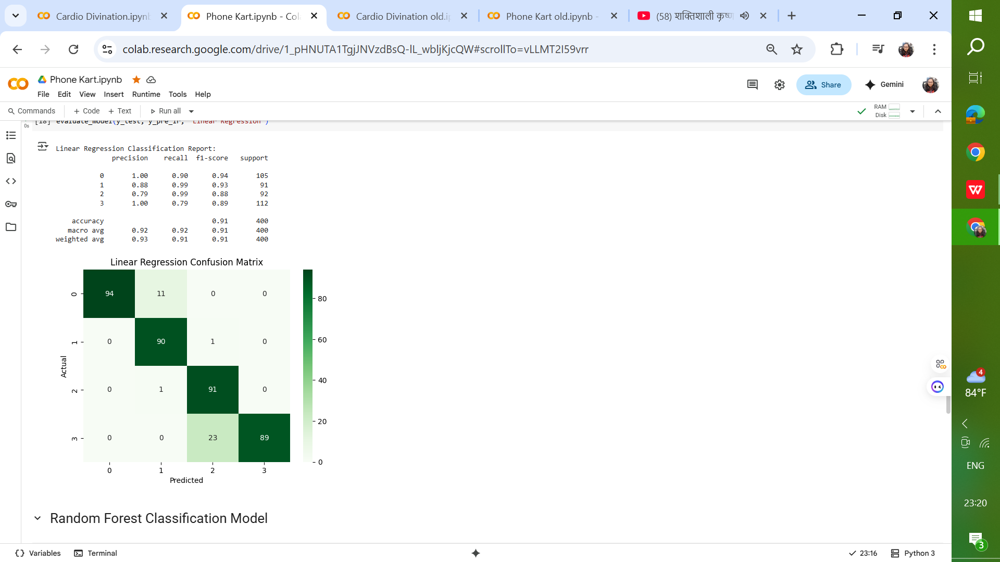 Cardio Divination.ipynb
Phone Kart.ipynb - Col
Cardio Divination old.ip
Phone Kart old.ipynb -
(58) शक्तिशाली कृष्ण
colab.research.google.com/drive/1_pHNUTA1TgjJNVzdBsQ-lL_wbljKjcQW#scrollTo=vLLMT2I59vrr
CO Phone Kart.ipynb
File Edit View Insert Runtime Tools Help
Share
Gemini
Commands + Code + Text Run all
RAM
Disk
[18] evaluate_model(y_test, y_pre_lr, "Linear Regression")
0s
Linear Regression Classification Report:
precision recall f1-score support
0 1.00 0.90 0.94 105
1 0.88 0.99 0.93 91
2 0.79 0.99 0.88 92
3 1.00 0.79 0.89 112
accuracy 0.91 400
macro avg 0.92 0.92 0.91 400
weighted avg 0.93 0.91 0.91 400
Linear Regression Confusion Matrix
0 94 11 0 0
1 0 90 1 0
2 0 1 91 0
3 0 0 23 89
Actual
0 1 2 3
Predicted
80
60
40
20
0
Random Forest Classification Model
{} Variables Terminal
23:16 Python 3
W
4
84°F
ENG
23:20
3